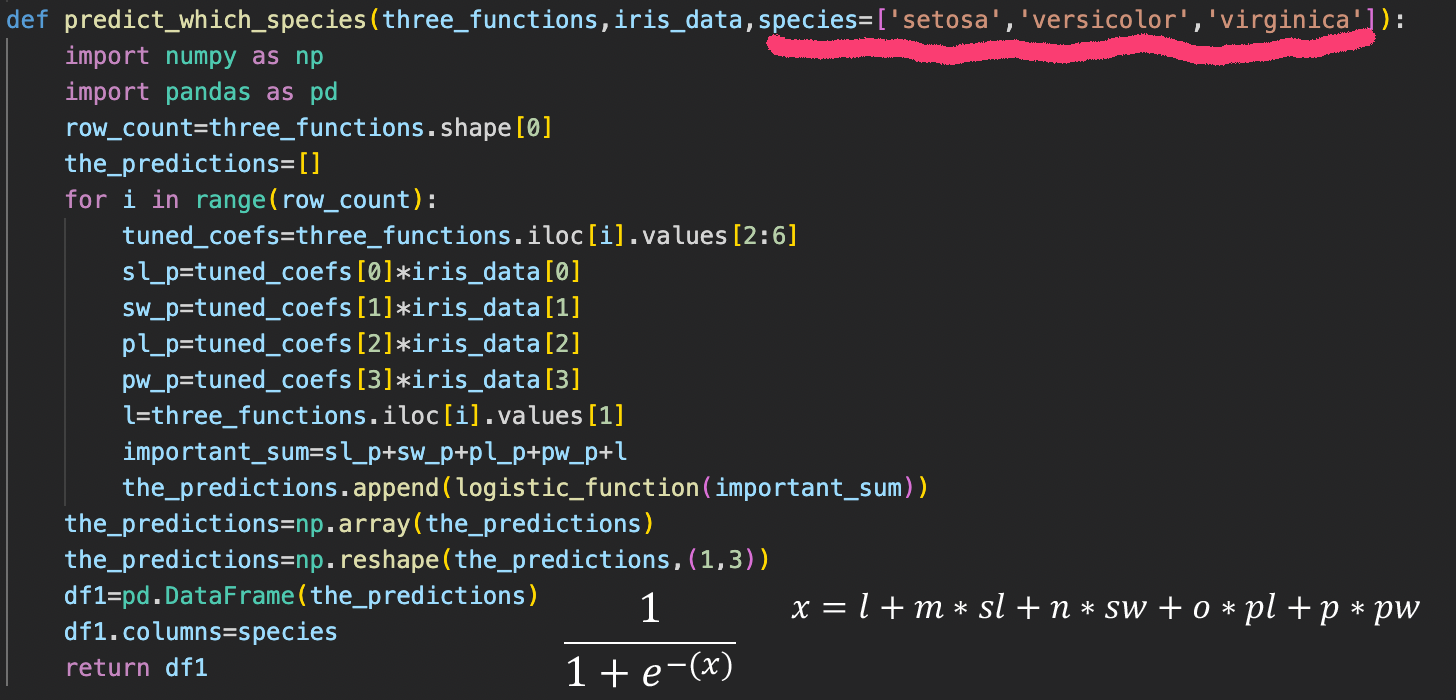 def predict_which_species(three_functions,iris_data,species=['setosa','versicolor','virginica']):
    import numpy as np
    import pandas as pd
    row_count=three_functions.shape[0]
    the_predictions=[]
    for i in range(row_count):
        tuned_coefs=three_functions.iloc[i].values[2:6]
        sl_p=tuned_coefs[0]*iris_data[0]
        sw_p=tuned_coefs[1]*iris_data[1]
        pl_p=tuned_coefs[2]*iris_data[2]
        pw_p=tuned_coefs[3]*iris_data[3]
        l=three_functions.iloc[i].values[1]
        important_sum=sl_p+sw_p+pl_p+pw_p+l
        the_predictions.append(logistic_function(important_sum))
    the_predictions=np.array(the_predictions)
    the_predictions=np.reshape(the_predictions,(1,3))
    df1=pd.DataFrame(the_predictions)
    df1.columns=species
    return df1
1
1 + e^−(x)
x = l + m ∗ sl + n ∗ sw + o ∗ pl + p ∗ pw